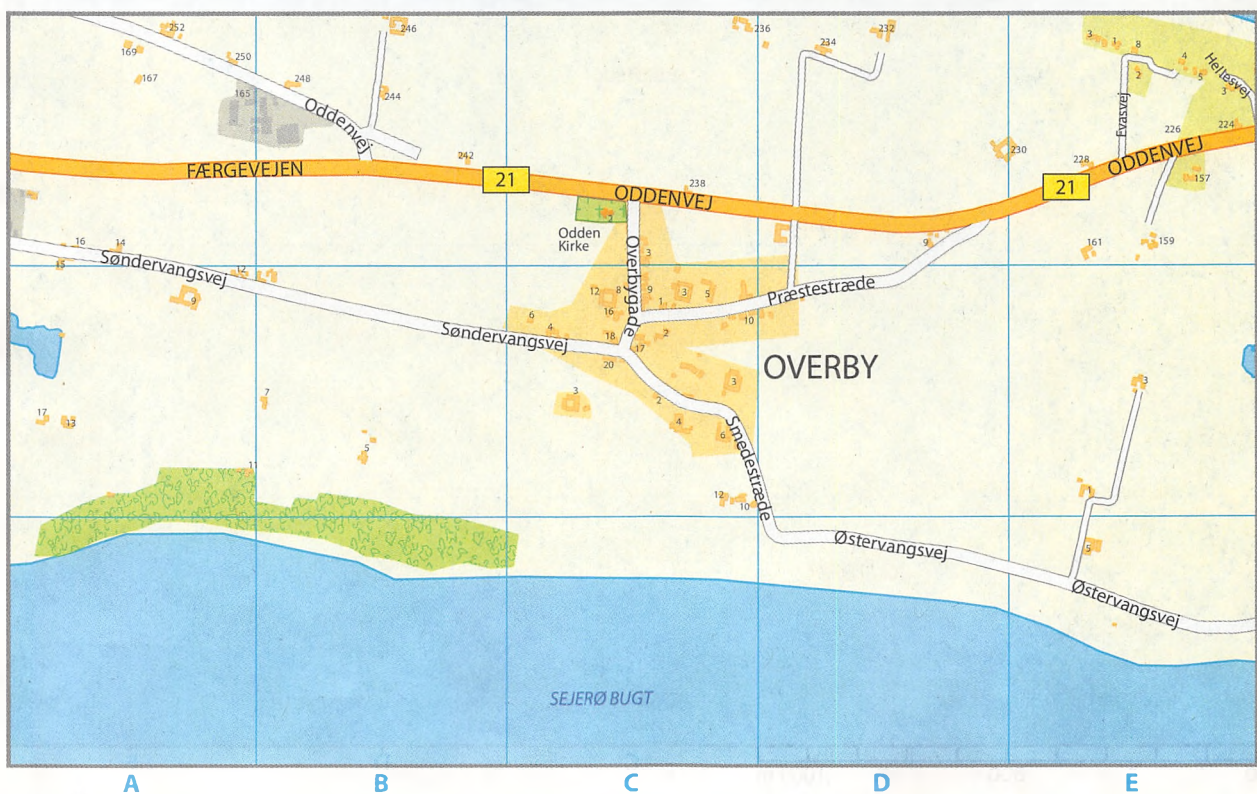 252
246
236
234
232
3
1
8
4
2
5
Hellesvej
3
169
250
167
248
165
244
Oddenvej
Evasvej
226
224
242
230
228
ODDENVEJ
FÆRGEVEJEN
21
238
ODDENVEJ
21
157
Odden
Kirke
9
161
159
16
14
15
Søndervangsvej
12
9
Overbygade
3
12
8
9
3
5
1
16
10
Præstestræde
6
4
18
2
17
20
Søndervangsvej
OVERBY
3
3
7
2
3
17
13
4
6
5
Smedestræde
11
12
10
1
Østervangsvej
5
Østervangsvej
SEJERØ BUGT
A
B
C
D
E